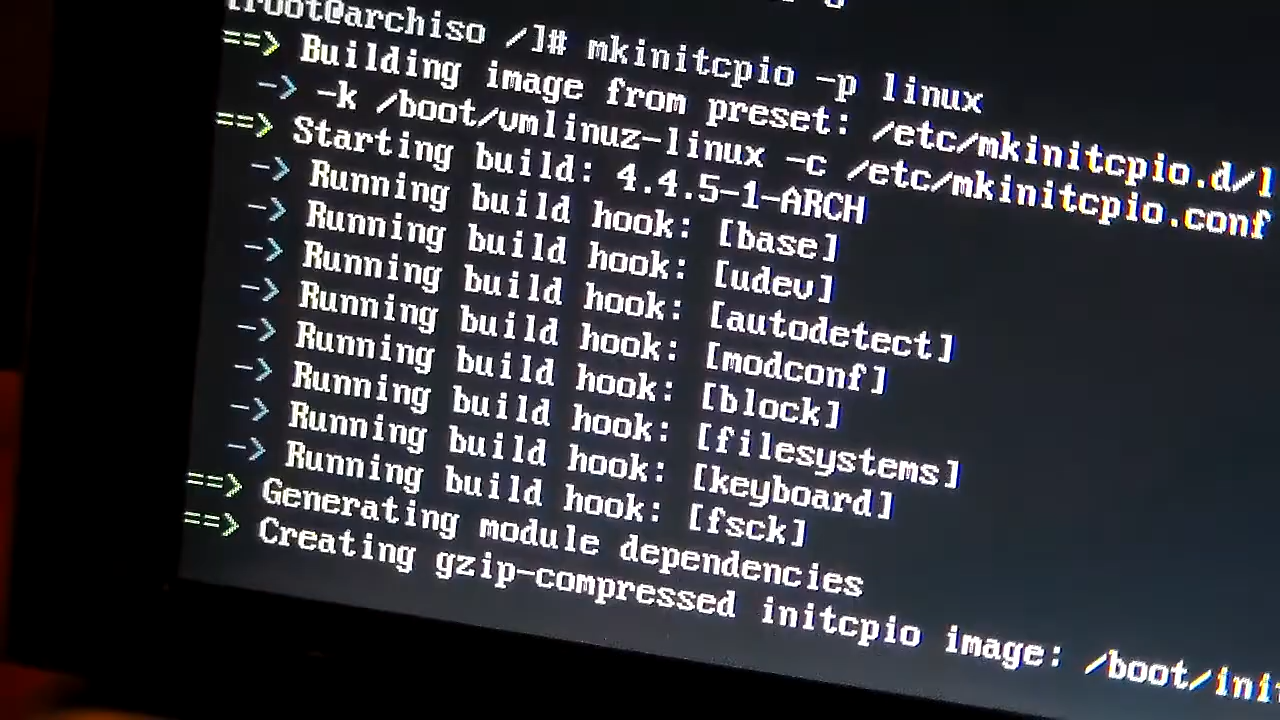 root@archiso /]# mkinitcpio -p linux
==> Building image from preset: /etc/mkinitcpio.d/l
-> -k /boot/vmlinuz-linux -c /etc/mkinitcpio.conf
==> Starting build: 4.4.5-1-ARCH
-> Running build hook: [base]
-> Running build hook: [udev]
-> Running build hook: [autodetect]
-> Running build hook: [modconf]
-> Running build hook: [block]
-> Running build hook: [filesystems]
-> Running build hook: [keyboard]
-> Running build hook: [fsck]
==> Generating module dependencies
==> Creating gzip-compressed initcpio image: /boot/ini